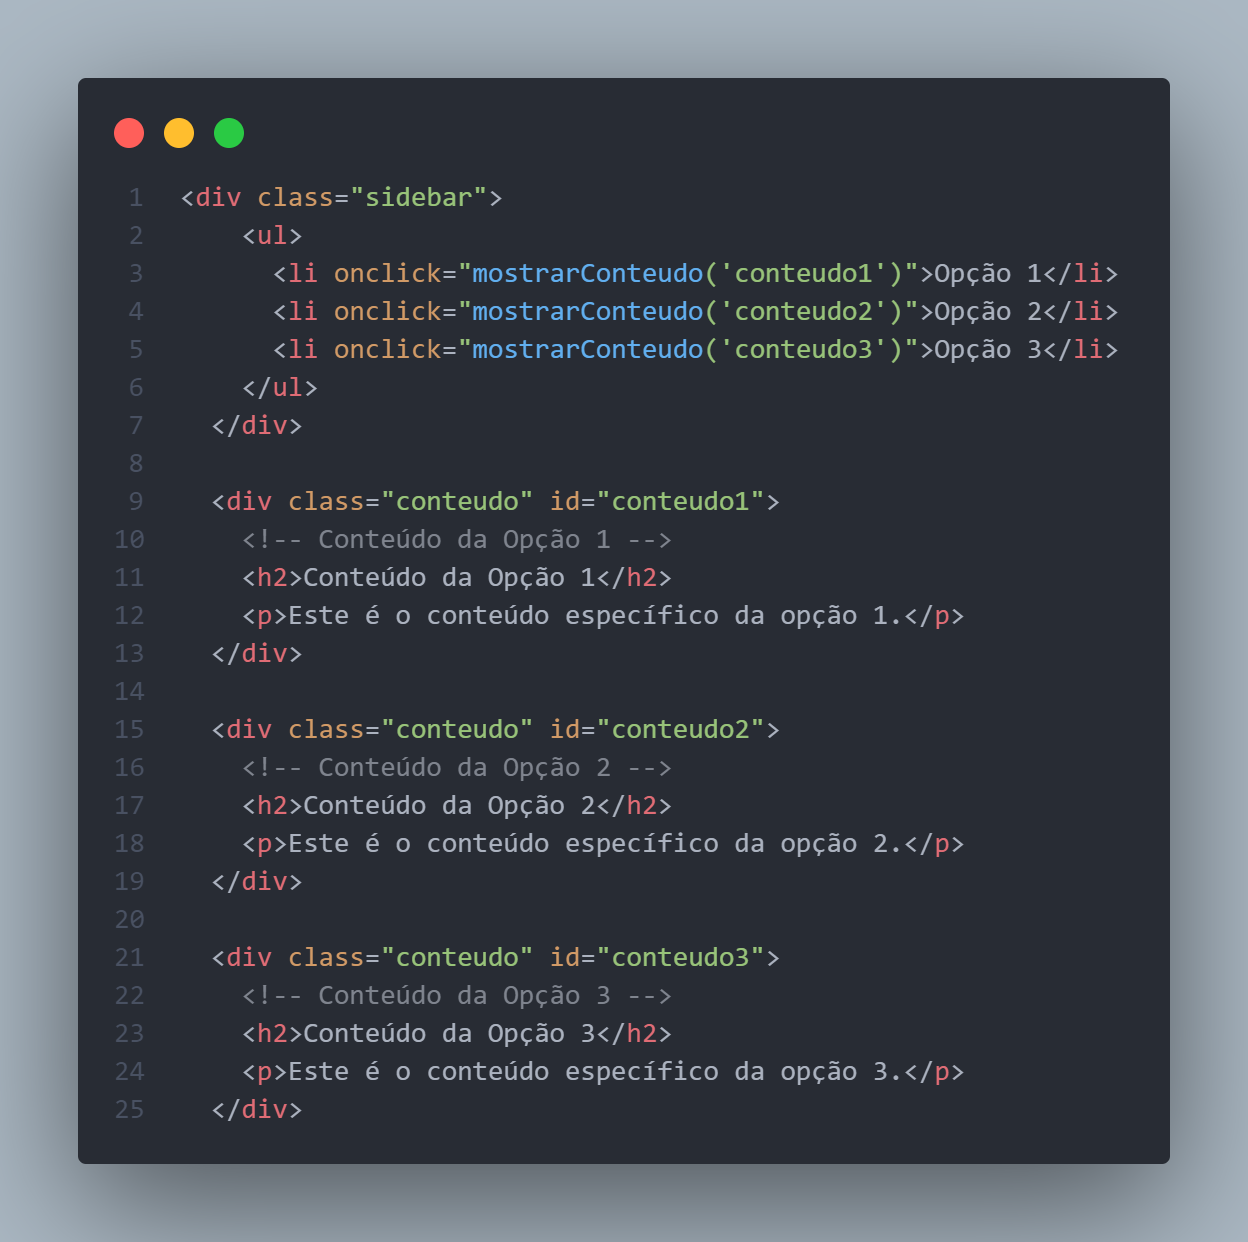 1 <div class="sidebar">
2 <ul>
3 <li onclick="mostrarConteudo('conteudo1')">Opção 1</li>
4 <li onclick="mostrarConteudo('conteudo2')">Opção 2</li>
5 <li onclick="mostrarConteudo('conteudo3')">Opção 3</li>
6 </ul>
7 </div>
8
9 <div class="conteudo" id="conteudo1">
10 <!-- Conteúdo da Opção 1 -->
11 <h2>Conteúdo da Opção 1</h2>
12 <p>Este é o conteúdo específico da opção 1.</p>
13 </div>
14
15 <div class="conteudo" id="conteudo2">
16 <!-- Conteúdo da Opção 2 -->
17 <h2>Conteúdo da Opção 2</h2>
18 <p>Este é o conteúdo específico da opção 2.</p>
19 </div>
20
21 <div class="conteudo" id="conteudo3">
22 <!-- Conteúdo da Opção 3 -->
23 <h2>Conteúdo da Opção 3</h2>
24 <p>Este é o conteúdo específico da opção 3.</p>
25 </div>